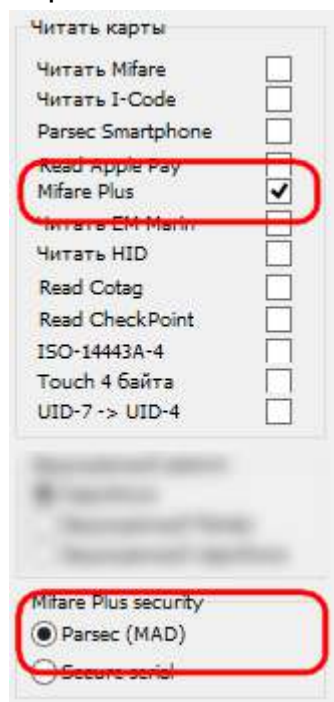 Читать карты
Читать Mifare
Читать I-Code
Parsec Smartphone
Read Apple Pay
Mifare Plus
Читать EM Marin
Читать HID
Read Cotag
Read CheckPoint
ISO-14443A-4
Touch 4 байта
UID-7 -> UID-4
Mifare Plus security
Parsec (MAD)
Secure serial